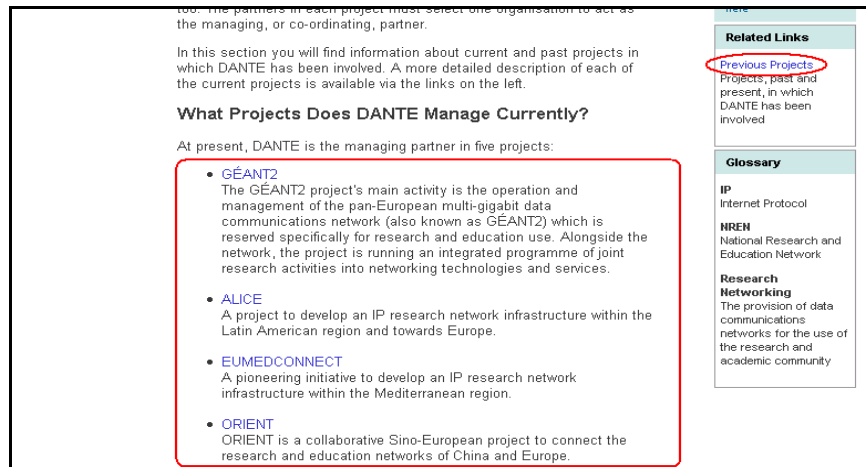 too. The partners in each project must select one organisation to act as
the managing, or co-ordinating, partner.
In this section you will find information about current and past projects in
which DANTE has been involved. A more detailed description of each of
the current projects is available via the links on the left.
What Projects Does DANTE Manage Currently?
At present, DANTE is the managing partner in five projects:
GÉANT2
The GÉANT2 project's main activity is the operation and
management of the pan-European multi-gigabit data
communications network (also known as GÉANT2) which is
reserved specifically for research and education use. Alongside the
network, the project is running an integrated programme of joint
research activities into networking technologies and services.
ALICE
A project to develop an IP research network infrastructure within the
Latin American region and towards Europe.
EUMEDCONNECT
A pioneering initiative to develop an IP research network
infrastructure within the Mediterranean region.
ORIENT
ORIENT is a collaborative Sino-European project to connect the
research and education networks of China and Europe.
here
Related Links
Previous Projects
Projects, past and
present, in which
DANTE has been
involved
Glossary
IP
Internet Protocol
NREN
National Research and
Education Network
Research
Networking
The provision of data
communications
networks for the use of
the research and
academic community